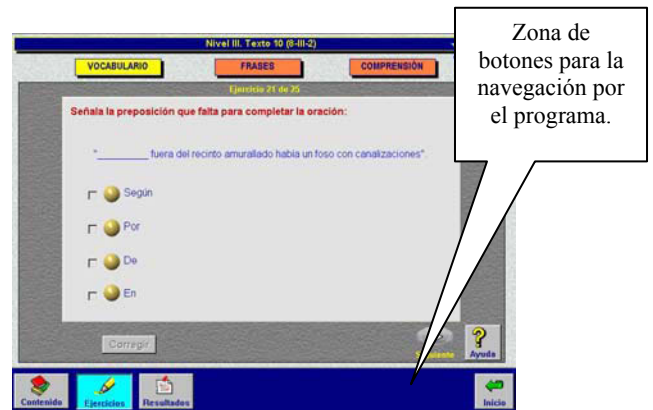 Nivel III. Texto 10 (8-III-2)
Zona de
botones para la
navegación por
el programa.
VOCABULARIO
FRASES
COMPRENSIÓN
Ejercicio 21 de 25
Señala la preposición que falta para completar la oración:
"________ fuera del recinto amurallado había un foso con canalizaciones".
Según
Por
De
En
Corregir
Ayuda
Contenido
Ejercicios
Resultados
Inicio